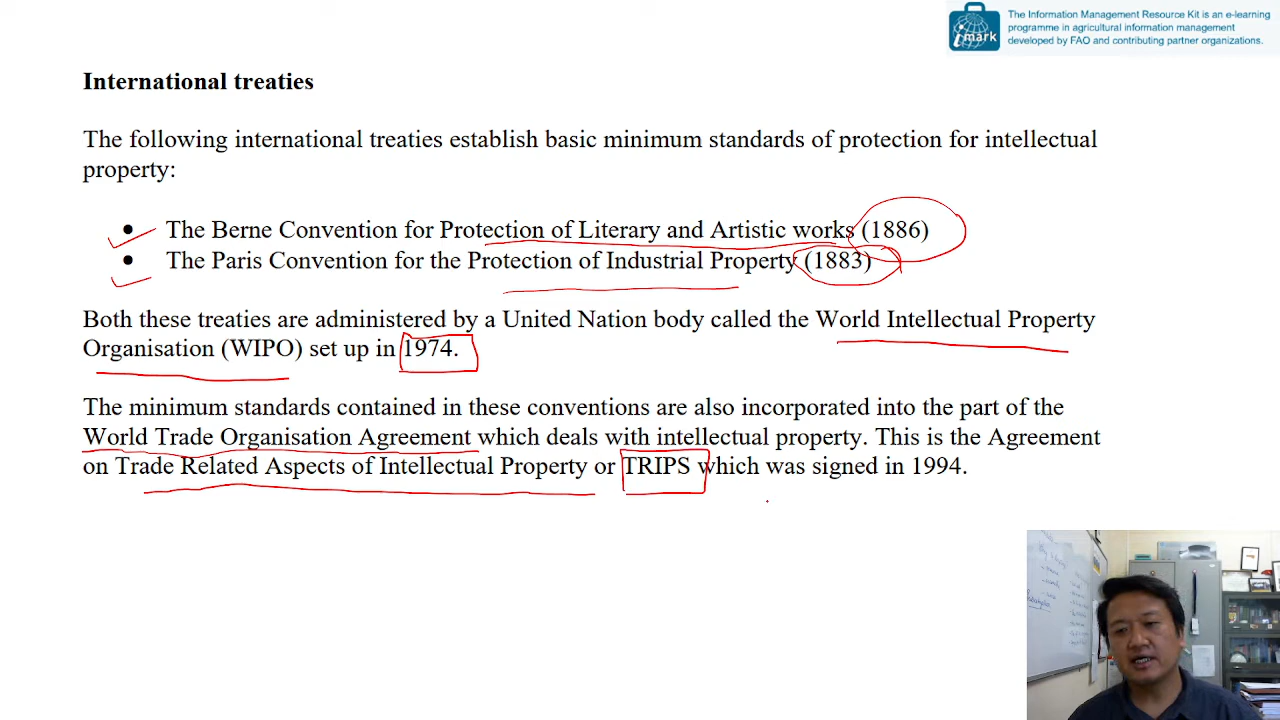 The Information Management Resource Kit is an e-learning
programme in agricultural information management
developed by FAO and contributing partner organizations.
imark
International treaties
The following international treaties establish basic minimum standards of protection for intellectual
property:
• The Berne Convention for Protection of Literary and Artistic works (1886)
• The Paris Convention for the Protection of Industrial Property (1883)
Both these treaties are administered by a United Nation body called the World Intellectual Property
Organisation (WIPO) set up in 1974.
The minimum standards contained in these conventions are also incorporated into the part of the
World Trade Organisation Agreement which deals with intellectual property. This is the Agreement
on Trade Related Aspects of Intellectual Property or TRIPS which was signed in 1994.